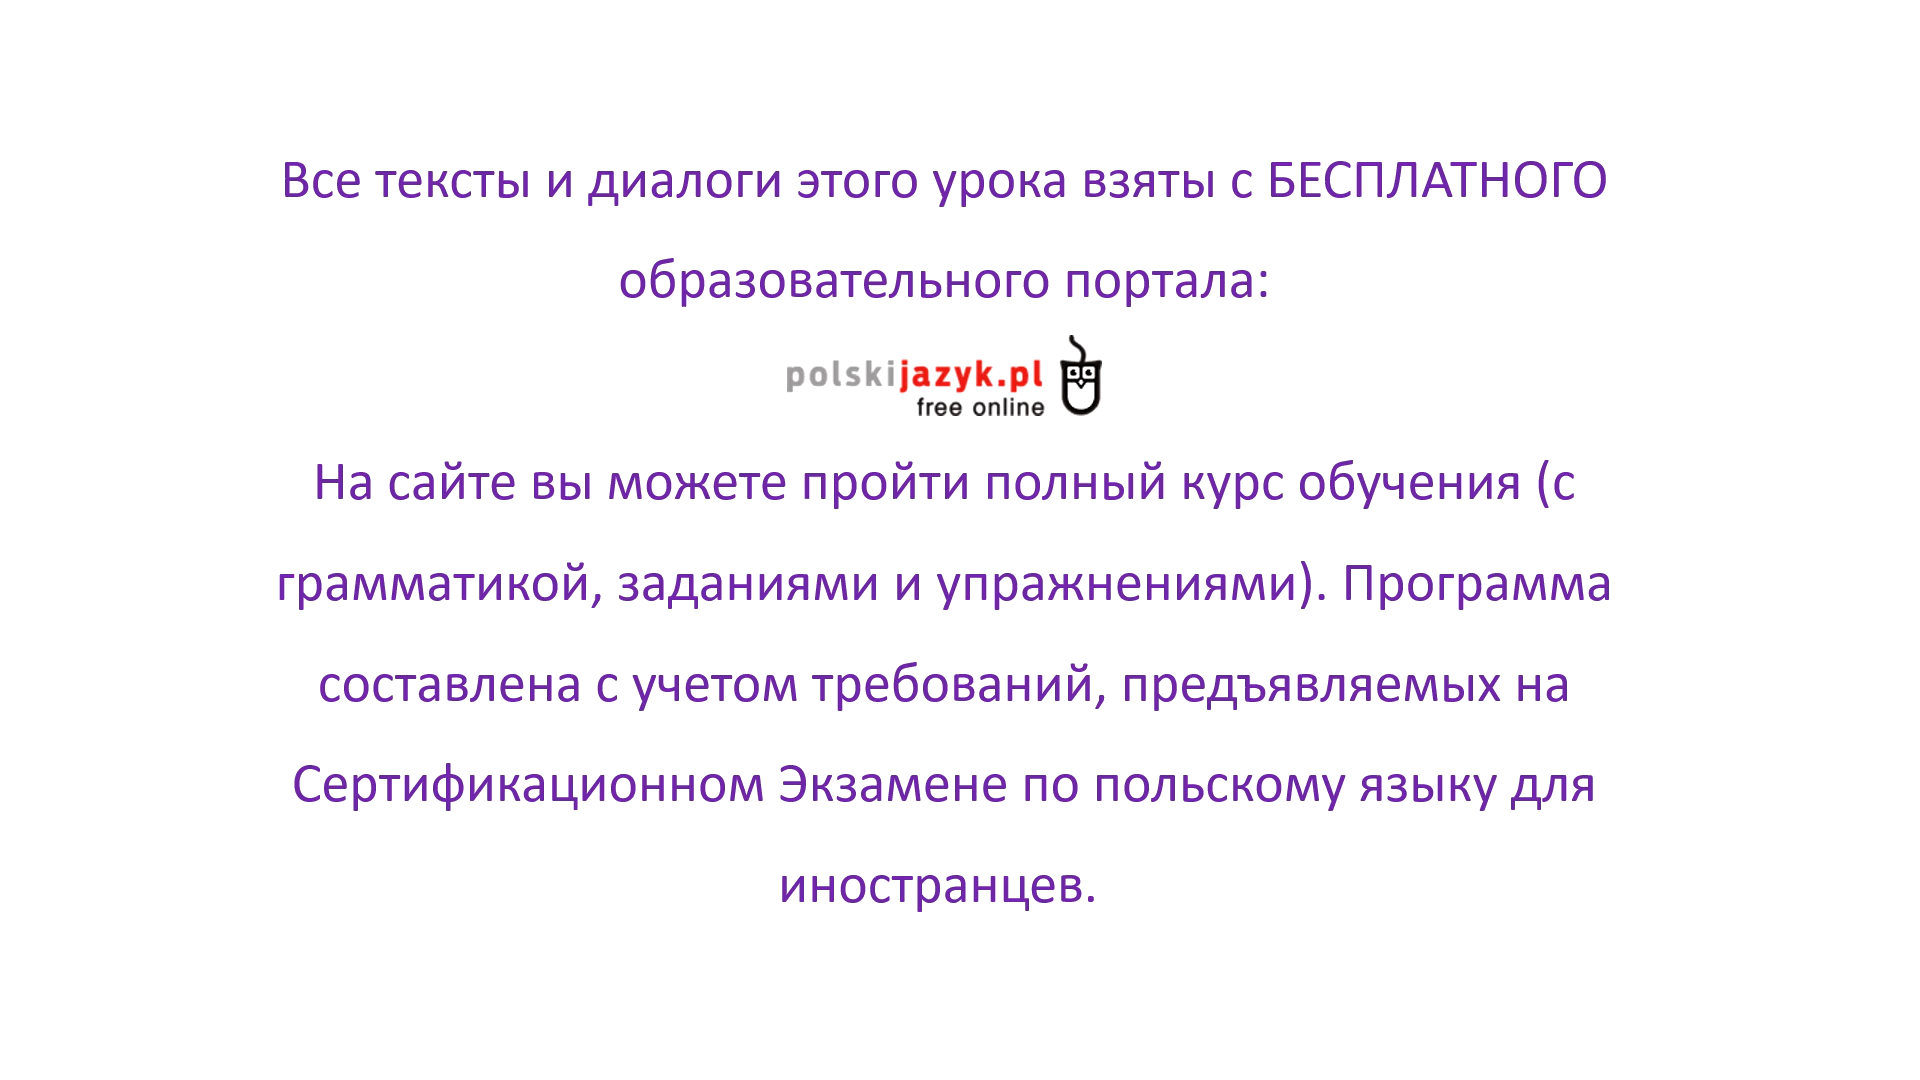 Все тексты и диалоги этого урока взяты с БЕСПЛАТНОГО
образовательного портала:
polskijazyk.pl
free online
На сайте вы можете пройти полный курс обучения (с
грамматикой, заданиями и упражнениями). Программа
составлена с учетом требований, предъявляемых на
Сертификационном Экзамене по польскому языку для
иностранцев.